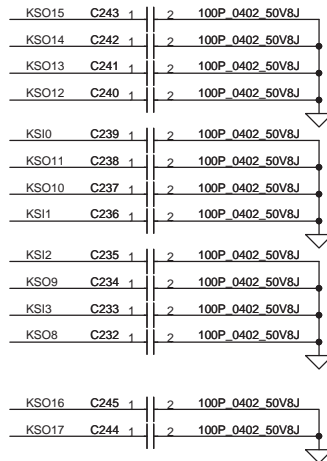 KSO15 C243 1 2 100P_0402_50V8J
KSO14 C242 1 2 100P_0402_50V8J
KSO13 C241 1 2 100P_0402_50V8J
KSO12 C240 1 2 100P_0402_50V8J
KSI0 C239 1 2 100P_0402_50V8J
KSO11 C238 1 2 100P_0402_50V8J
KSO10 C237 1 2 100P_0402_50V8J
KSI1 C236 1 2 100P_0402_50V8J
KSI2 C235 1 2 100P_0402_50V8J
KSO9 C234 1 2 100P_0402_50V8J
KSI3 C233 1 2 100P_0402_50V8J
KSO8 C232 1 2 100P_0402_50V8J
KSO16 C245 1 2 100P_0402_50V8J
KSO17 C244 1 2 100P_0402_50V8J